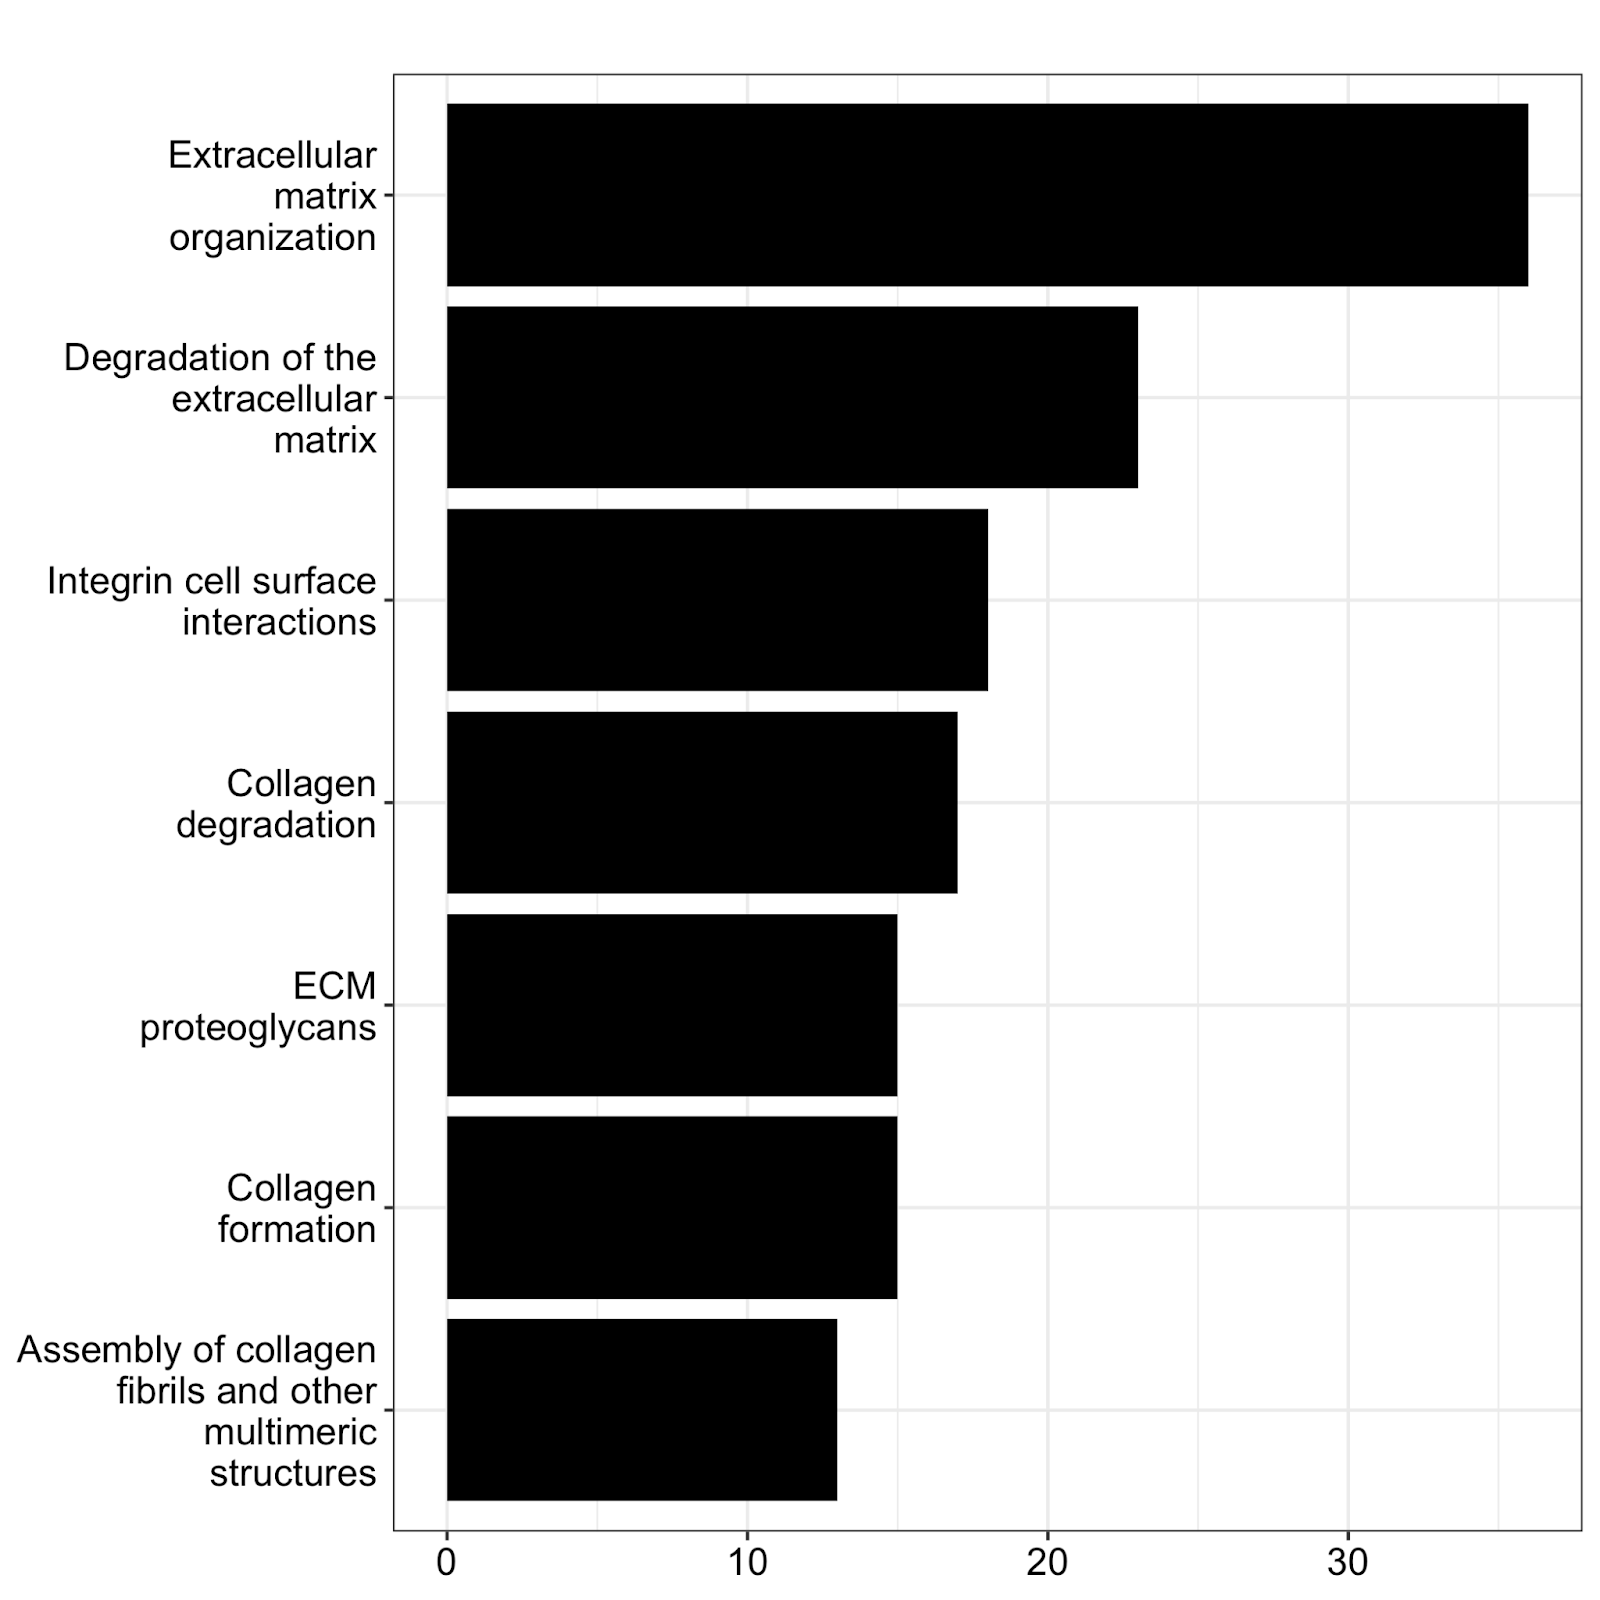 Extracellular
matrix
organization
Degradation of the
extracellular
matrix
Integrin cell surface
interactions
Collagen
degradation
ECM
proteoglycans
Collagen
formation
Assembly of collagen
fibrils and other
multimeric
structures
0 10 20 30